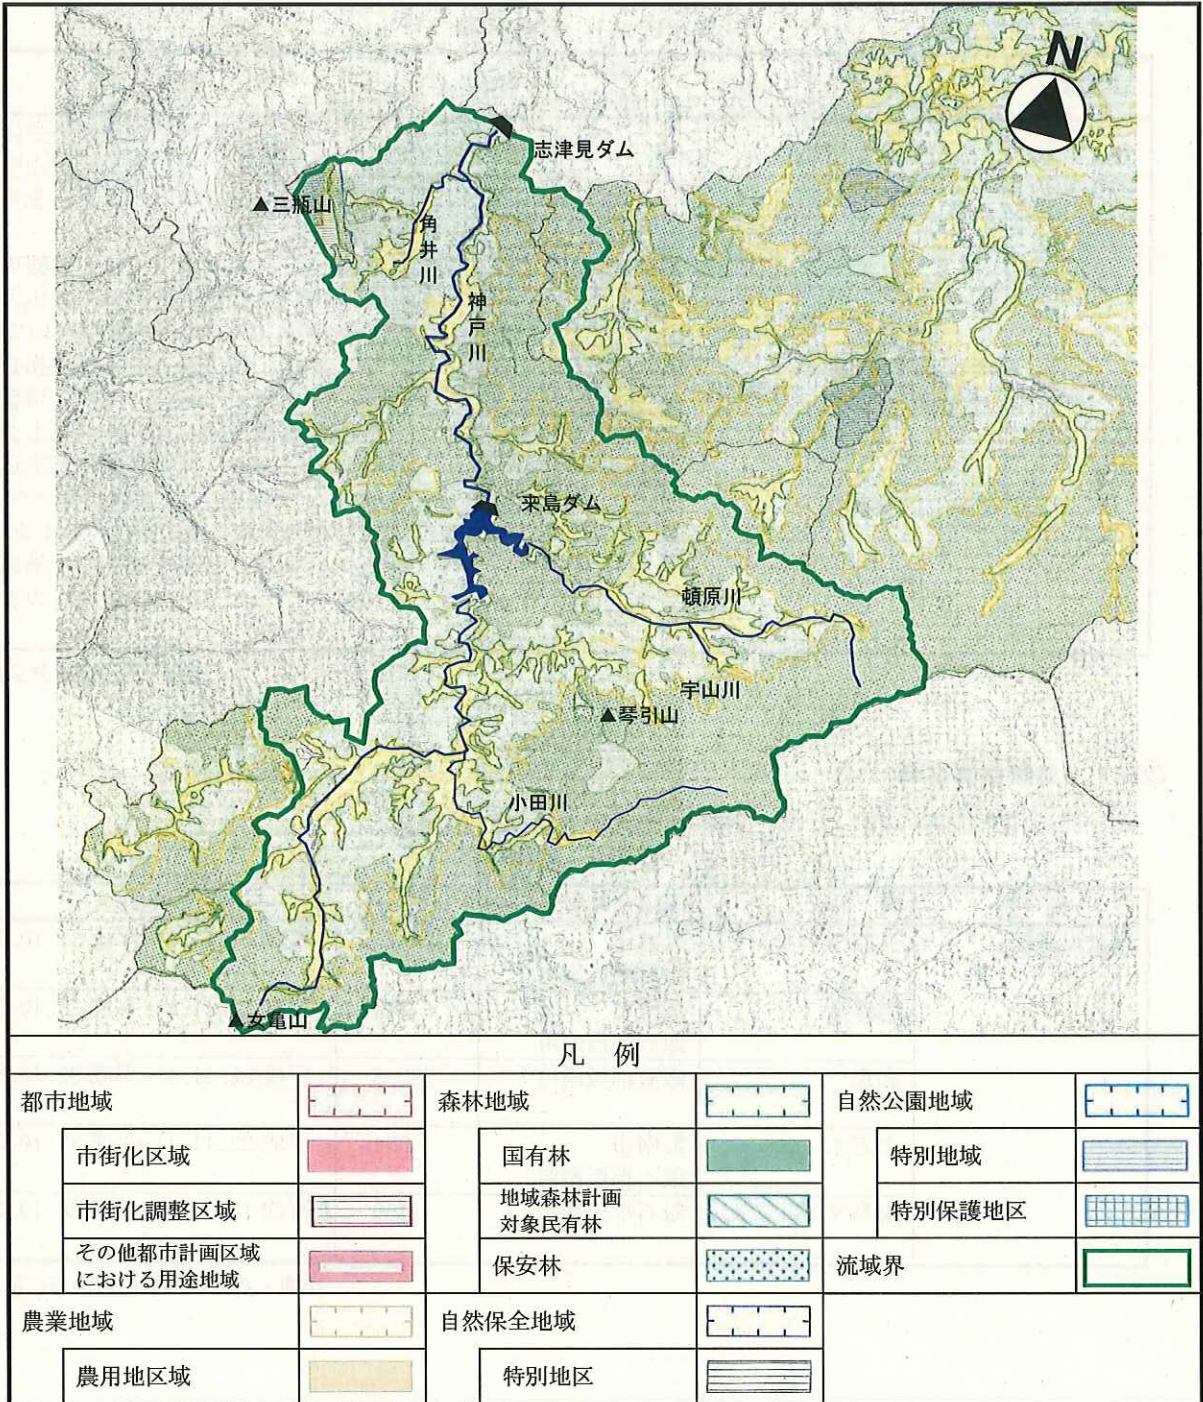 N
志津見ダム
▲三瓶山
角井川
神戸川
来島ダム
頓原川
宇山川
▲琴引山
小田川
▲女亀山
凡 例
都市地域
市街化区域
市街化調整区域
その他都市計画区域
における用途地域
農業地域
農用地区域
森林地域
国有林
地域森林計画
対象民有林
保安林
自然保全地域
特別地区
自然公園地域
特別地域
特別保護地区
流域界